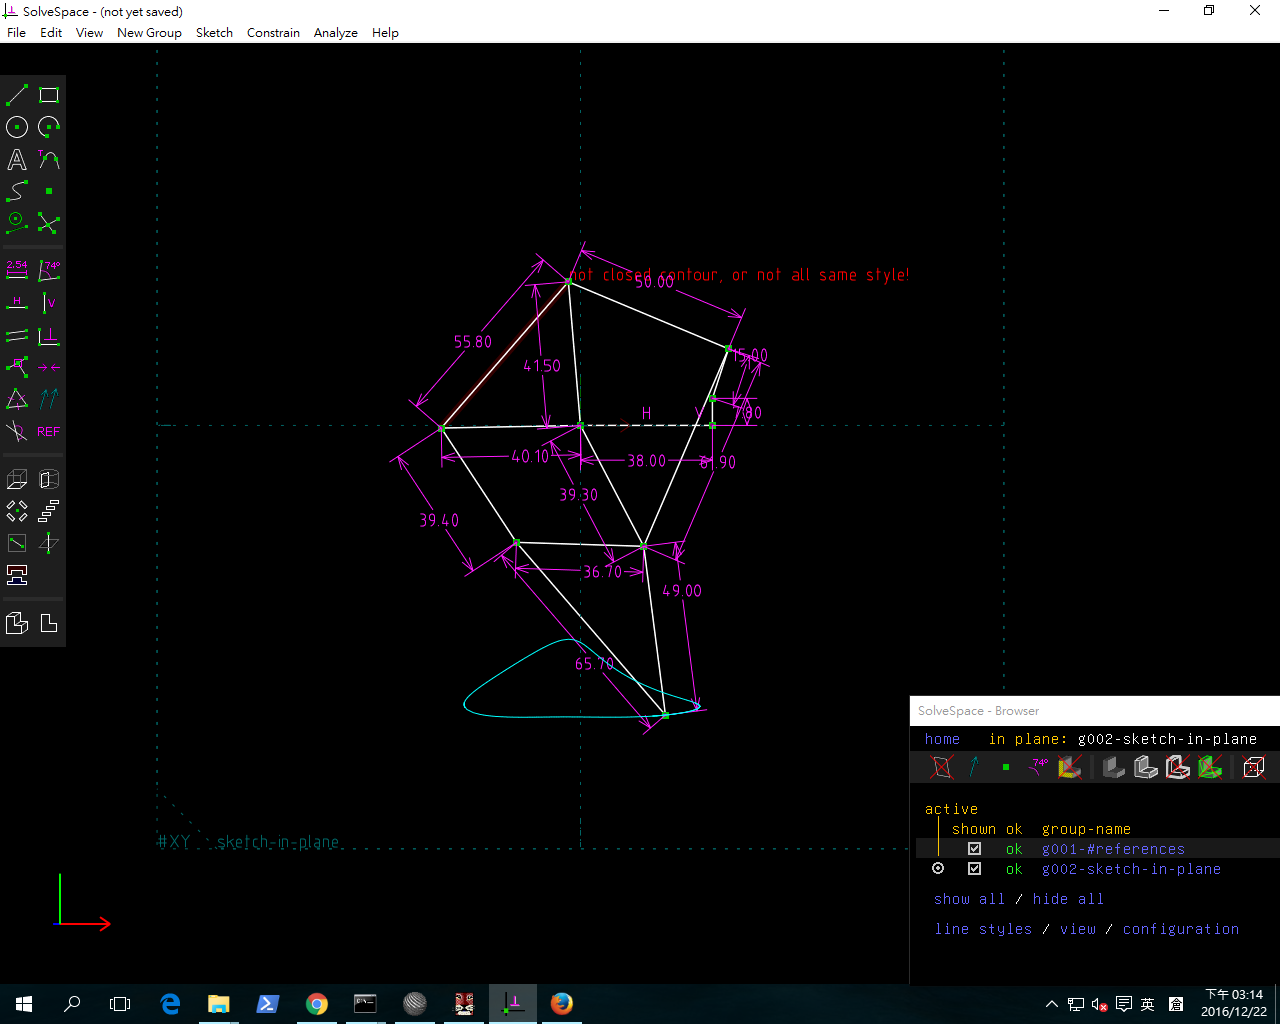 SolveSpace - (not yet saved)
File Edit View New Group Sketch Constrain Analyze Help
T
2.54 74°
H V
REF
not closed contour, or not all same style!
50.00
55.80
41.50
15.00
H V
40.10
38.00
39.30
39.40
36.70
49.00
65.70
#XY
sketch-in-plane
SolveSpace - Browser
home in plane: g002-sketch-in-plane
74°
active
shown ok group-name
ok g001-#references
ok g002-sketch-in-plane
show all / hide all
line styles / view / configuration
英
下午 03:14
2016/12/22